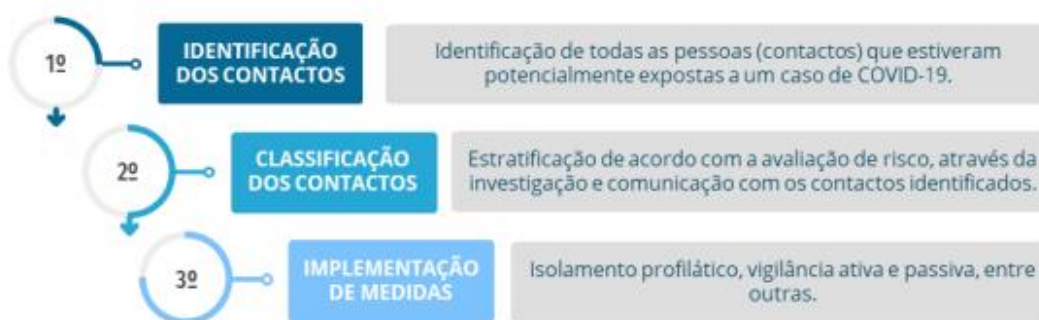 1º
IDENTIFICAÇÃO
DOS CONTACTOS
Identificação de todas as pessoas (contactos) que estiveram
potencialmente expostas a um caso de COVID-19.
2º
CLASSIFICAÇÃO
DOS CONTACTOS
Estratificação de acordo com a avaliação de risco, através da
investigação e comunicação com os contactos identificados.
3º
IMPLEMENTAÇÃO
DE MEDIDAS
Isolamento profilático, vigilância ativa e passiva, entre
outras.